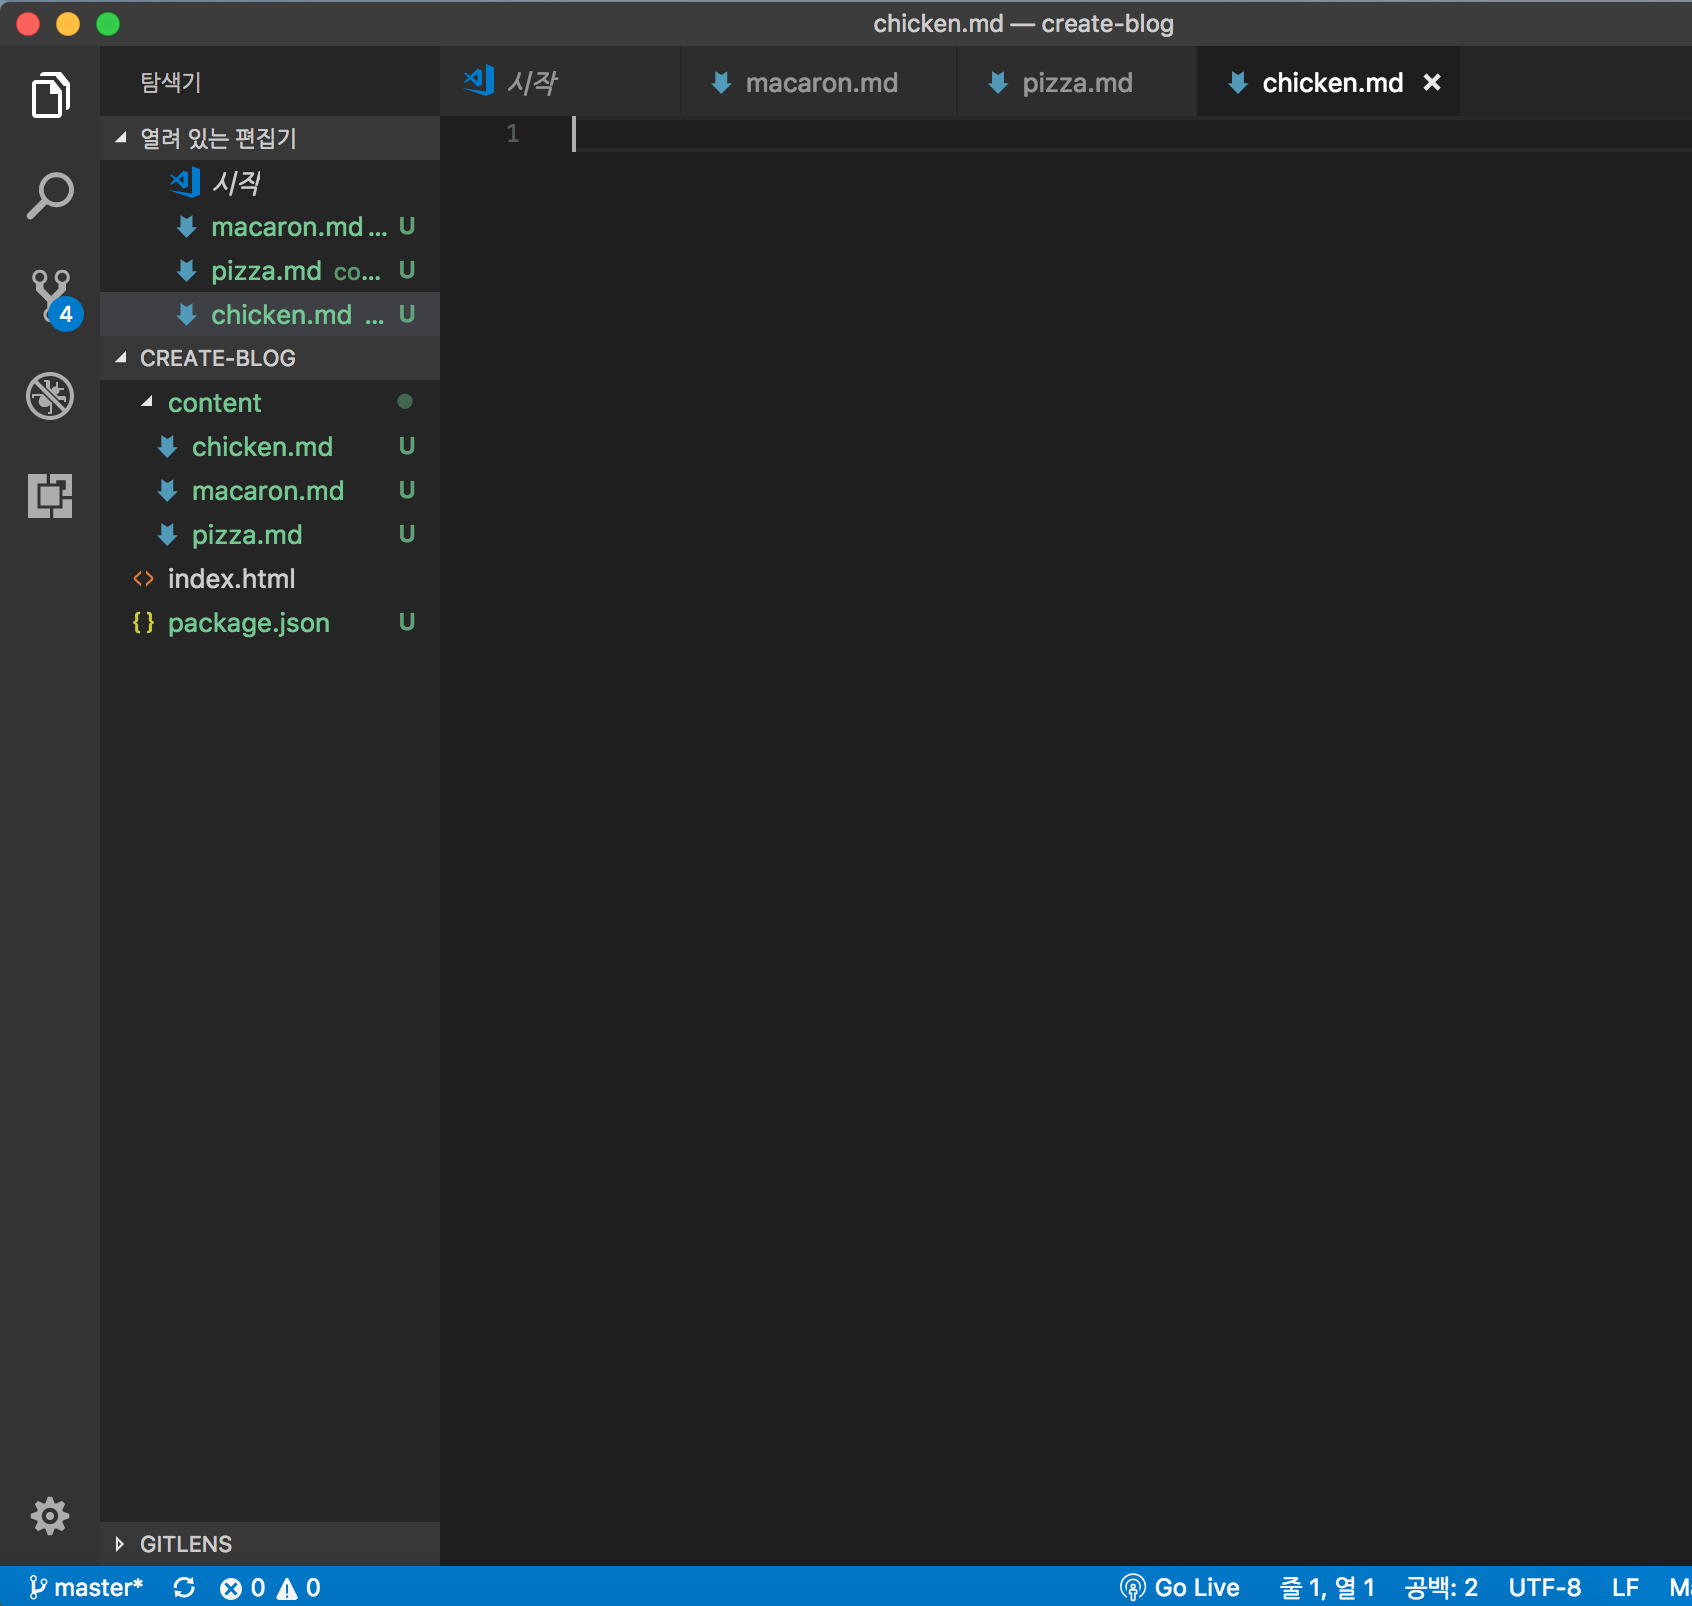 chicken.md — create-blog
탐색기
시작
macaron.md
pizza.md
chicken.md
열려 있는 편집기
시작
macaron.md ... U
pizza.md co... U
chicken.md ... U
CREATE-BLOG
content
chicken.md U
macaron.md U
pizza.md U
<> index.html
{} package.json U
1
4
GITLENS
master* 0 0 Go Live 줄 1, 열 1 공백: 2 UTF-8 LF